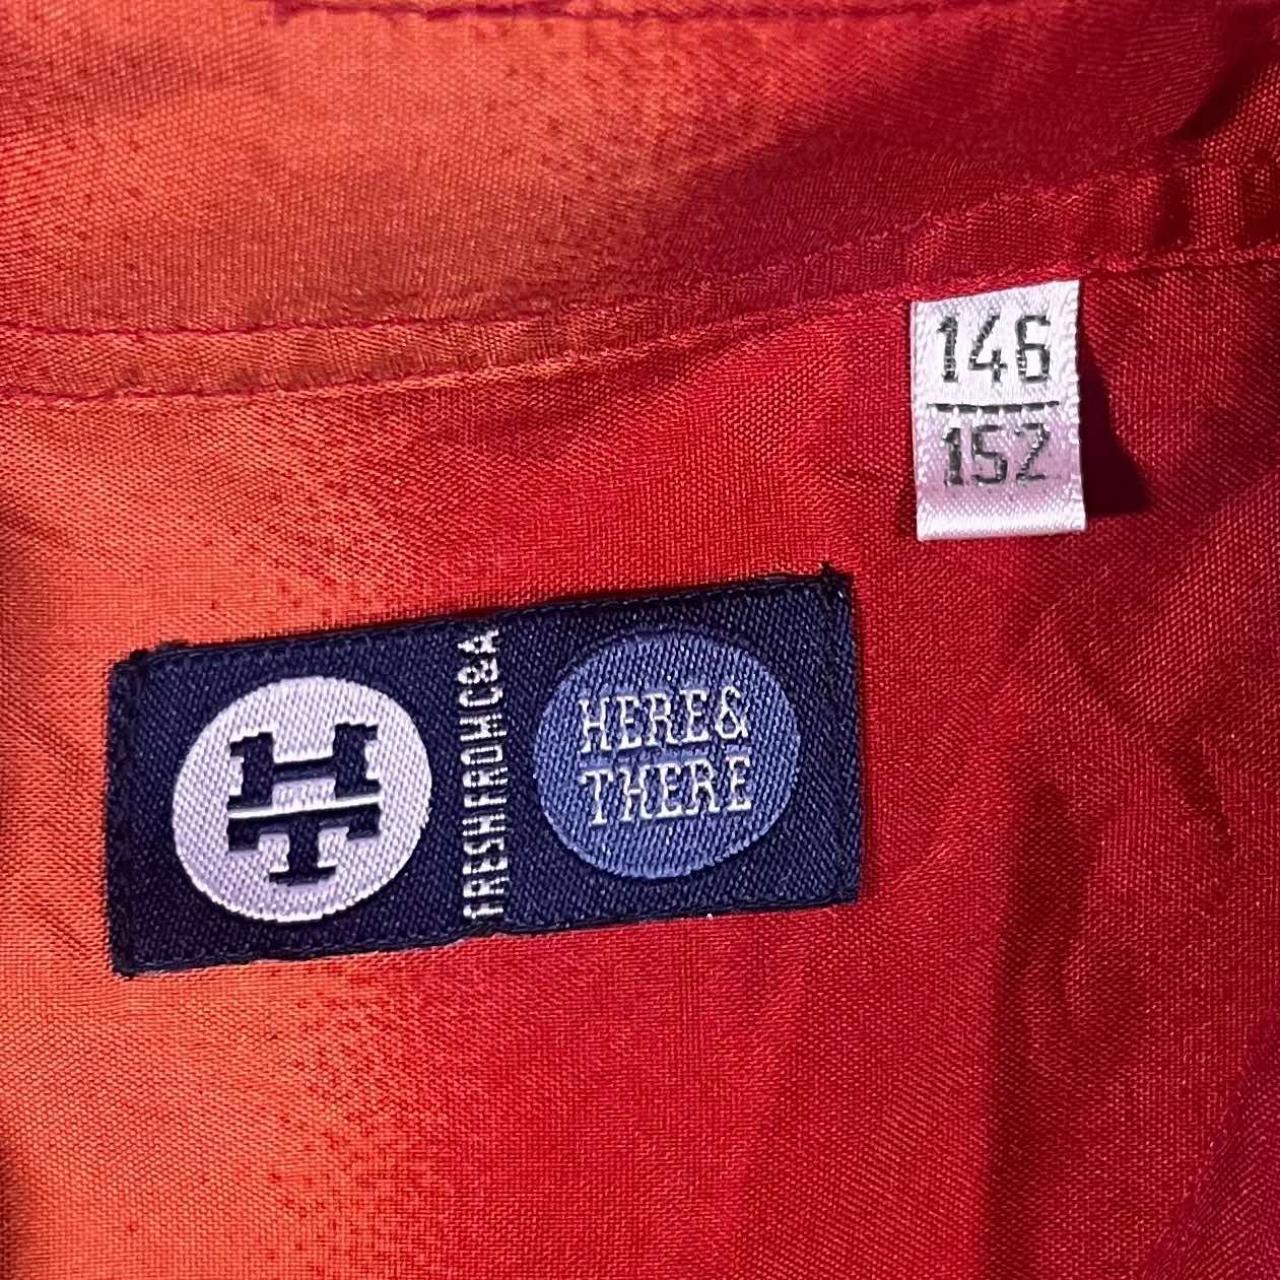 146
152
HT
FRESH FROM C&A
HERE&
THERE